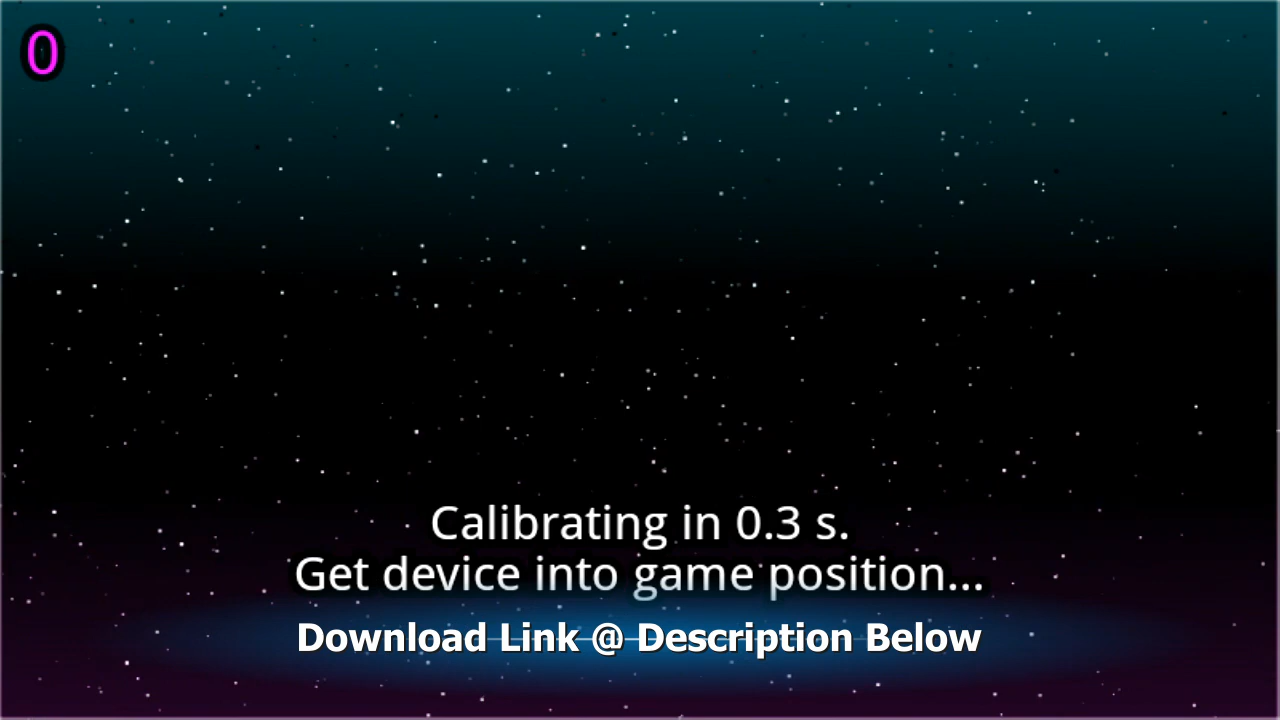 0
Calibrating in 0.3 s.
Get device into game position...
Download Link @ Description Below